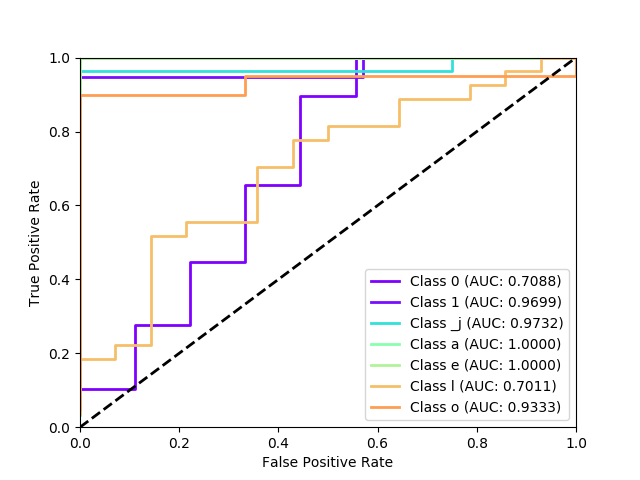 1.0
0.8
0.6
0.4
0.2
0.0
True Positive Rate
Class 0 (AUC: 0.7088)
Class 1 (AUC: 0.9699)
Class _j (AUC: 0.9732)
Class a (AUC: 1.0000)
Class e (AUC: 1.0000)
Class l (AUC: 0.7011)
Class o (AUC: 0.9333)
0.0 0.2 0.4 0.6 0.8 1.0
False Positive Rate